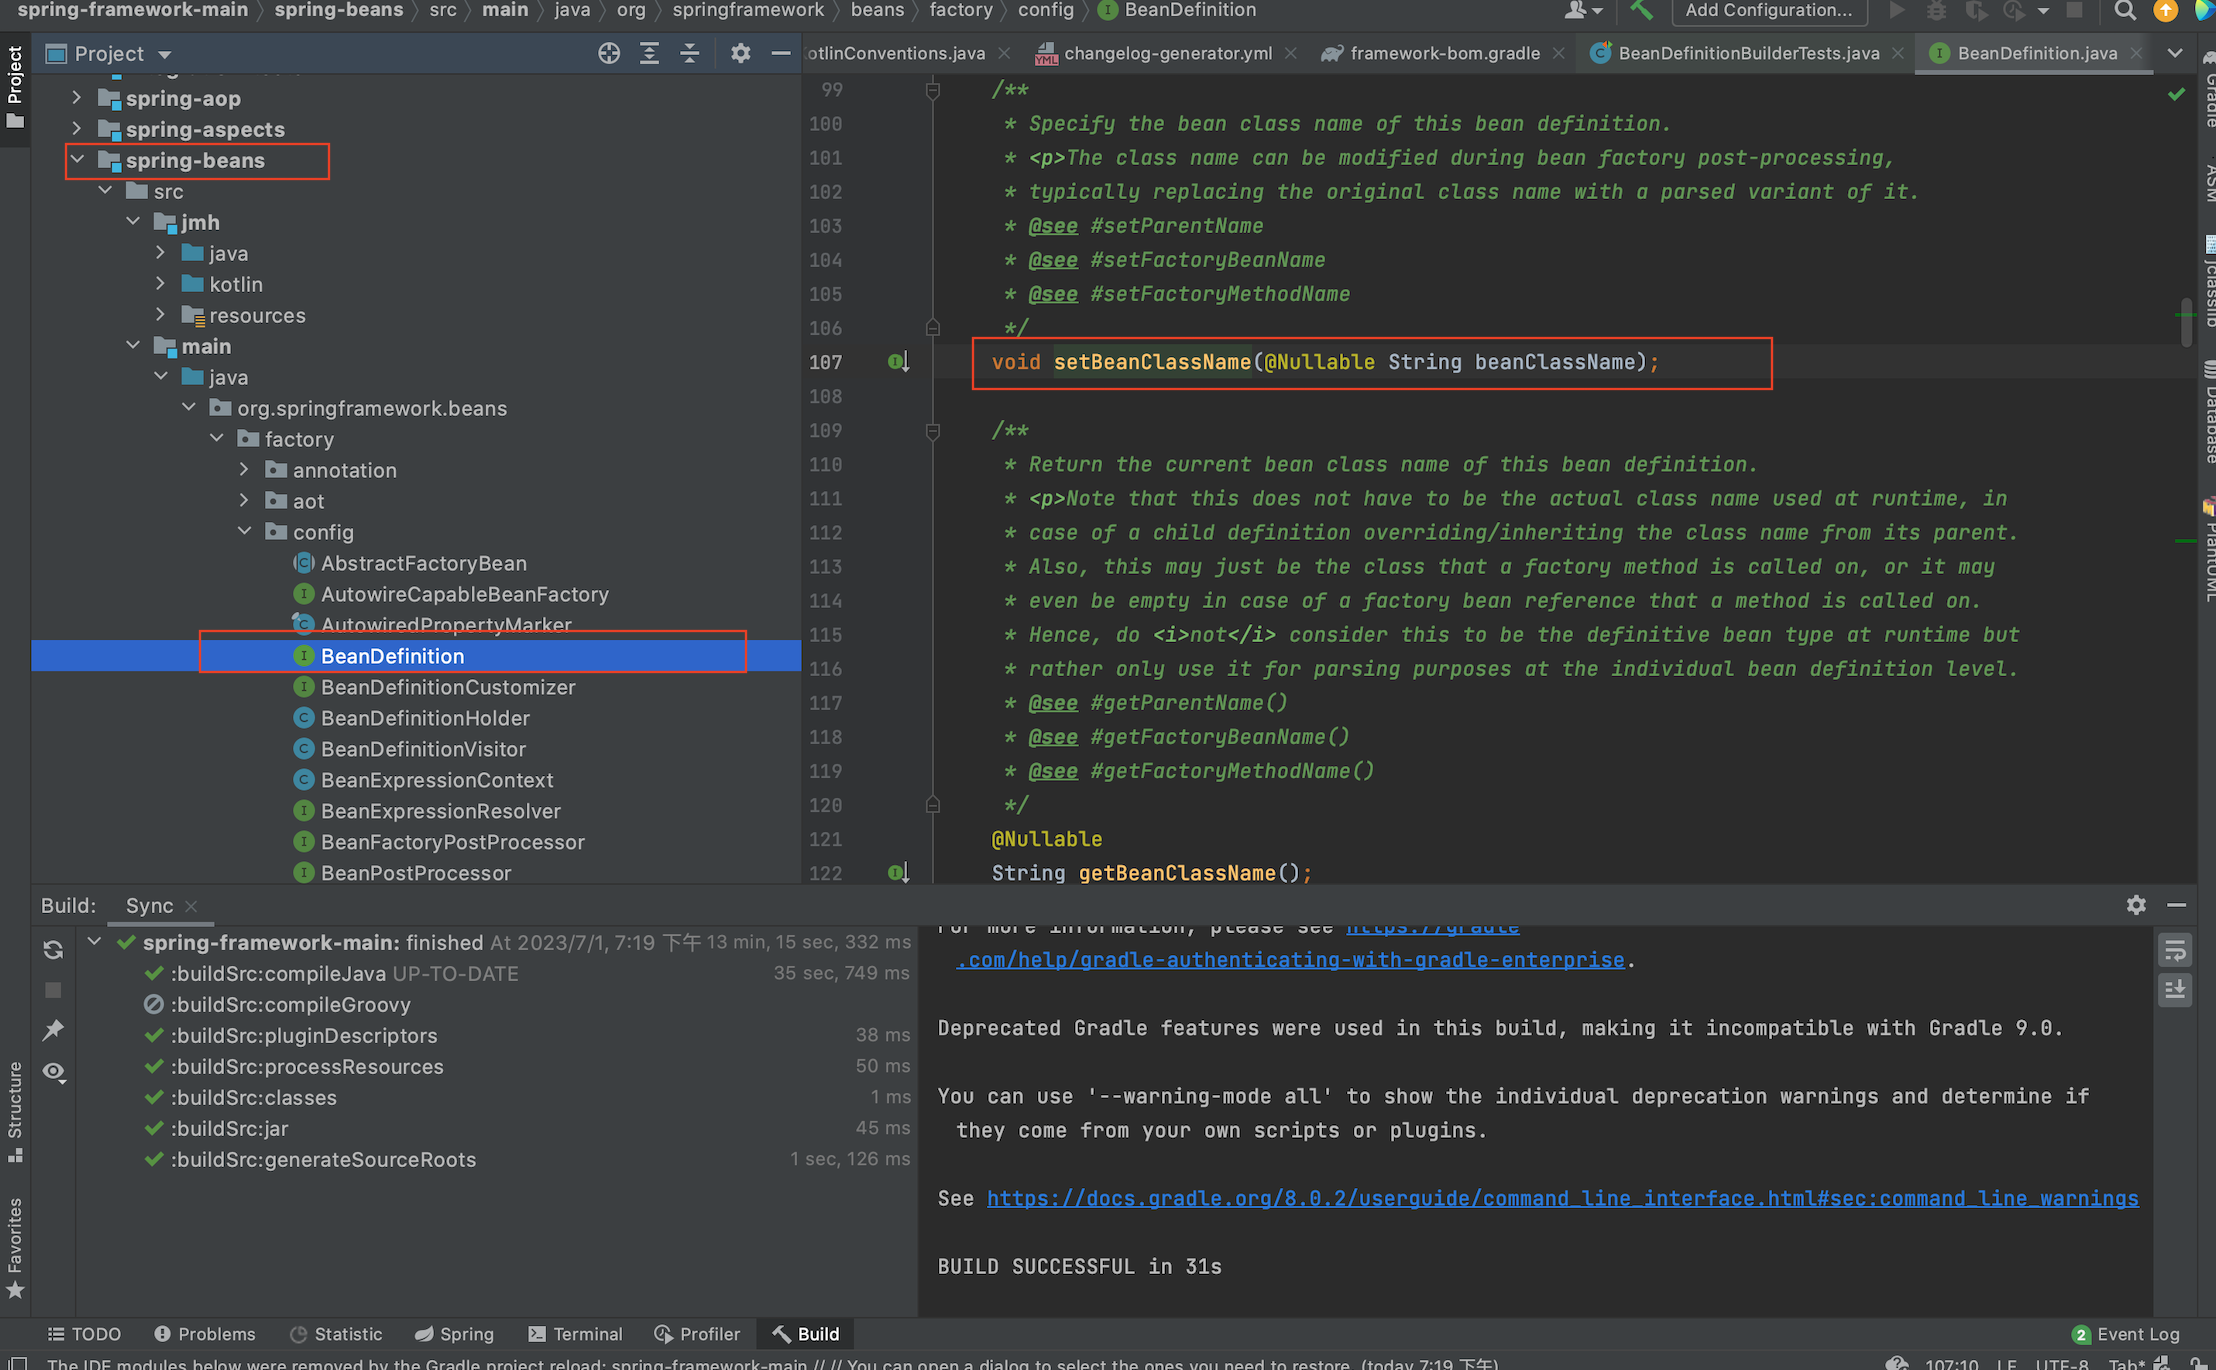 spring-framework-main 〉 spring-beans 〉 src 〉 main 〉 java 〉 org 〉 springframework 〉 beans 〉 factory 〉 config 〉 BeanDefinition
Add Configuration...
Project
otlinConventions.java
changelog-generator.yml
framework-bom.gradle
BeanDefinitionBuilderTests.java
BeanDefinition.java
Project
spring-aop
spring-aspects
spring-beans
src
jmh
java
kotlin
resources
main
java
org.springframework.beans
factory
annotation
aot
config
AbstractFactoryBean
AutowireCapableBeanFactory
AutowiredPropertyMarker
BeanDefinition
BeanDefinitionCustomizer
BeanDefinitionHolder
BeanDefinitionVisitor
BeanExpressionContext
BeanExpressionResolver
BeanFactoryPostProcessor
BeanPostProcessor
99 /**
100 * Specify the bean class name of this bean definition.
101 * <p>The class name can be modified during bean factory post-processing,
102 * typically replacing the original class name with a parsed variant of it.
103 * @see #setParentName
104 * @see #setFactoryBeanName
105 * @see #setFactoryMethodName
106 */
107 void setBeanClassName(@Nullable String beanClassName);
108
109 /**
110 * Return the current bean class name of this bean definition.
111 * <p>Note that this does not have to be the actual class name used at runtime, in
112 * case of a child definition overriding/inheriting the class name from its parent.
113 * Also, this may just be the class that a factory method is called on, or it may
114 * even be empty in case of a factory bean reference that a method is called on.
115 * Hence, do <i>not</i> consider this to be the definitive bean type at runtime but
116 * rather only use it for parsing purposes at the individual bean definition level.
117 * @see #getParentName()
118 * @see #getFactoryBeanName()
119 * @see #getFactoryMethodName()
120 */
121 @Nullable
122 String getBeanClassName();
Gradle
ASM
jclasslib
Database
PlantUML
Build:
Sync
spring-framework-main: finished At 2023/7/1, 7:19 下午 13 min, 15 sec, 332 ms
:buildSrc:compileJava UP-TO-DATE 35 sec, 749 ms
:buildSrc:compileGroovy
:buildSrc:pluginDescriptors 38 ms
:buildSrc:processResources 50 ms
:buildSrc:classes 1 ms
:buildSrc:jar 45 ms
:buildSrc:generateSourceRoots 1 sec, 126 ms
For more information, please see https://gradle
.com/help/gradle-authenticating-with-gradle-enterprise.
Deprecated Gradle features were used in this build, making it incompatible with Gradle 9.0.
You can use '--warning-mode all' to show the individual deprecation warnings and determine if
they come from your own scripts or plugins.
See https://docs.gradle.org/8.0.2/userguide/command_line_interface.html#sec:command_line_warnings
BUILD SUCCESSFUL in 31s
Structure
Favorites
TODO
Problems
Statistic
Spring
Terminal
Profiler
Build
2 Event Log
The IDE modules below were removed by the Gradle project reload: spring-framework-main // // You can open a dialog to select the ones you need to restore. (today 7:19 下午)
107:10 LF UTF-8 Tab*